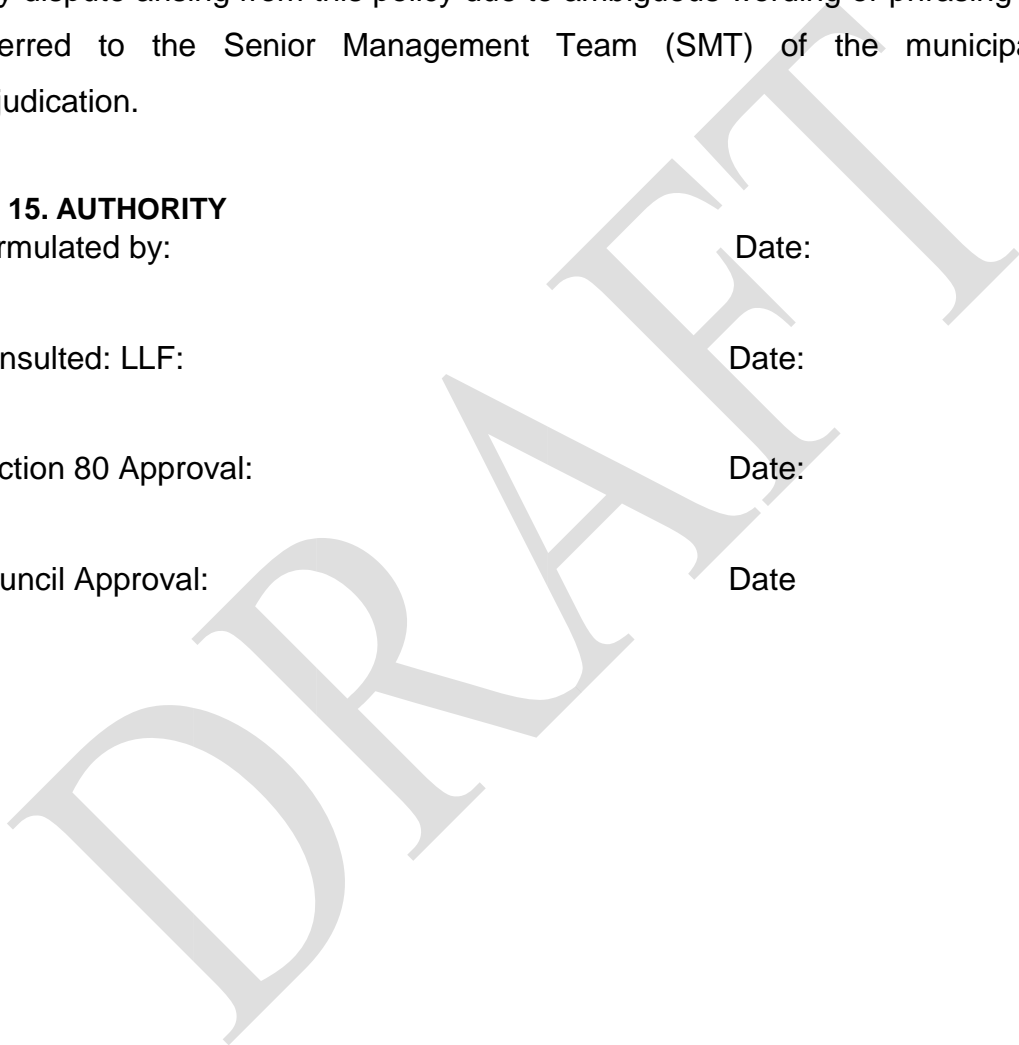 y dispute arising from this policy due to ambiguous wording or phrasing
erred to the Senior Management Team (SMT) of the municipa
judication.
15. AUTHORITY
rmulated by: Date:
nsulted: LLF: Date:
ction 80 Approval: Date:
uncil Approval: Date
DRAFT